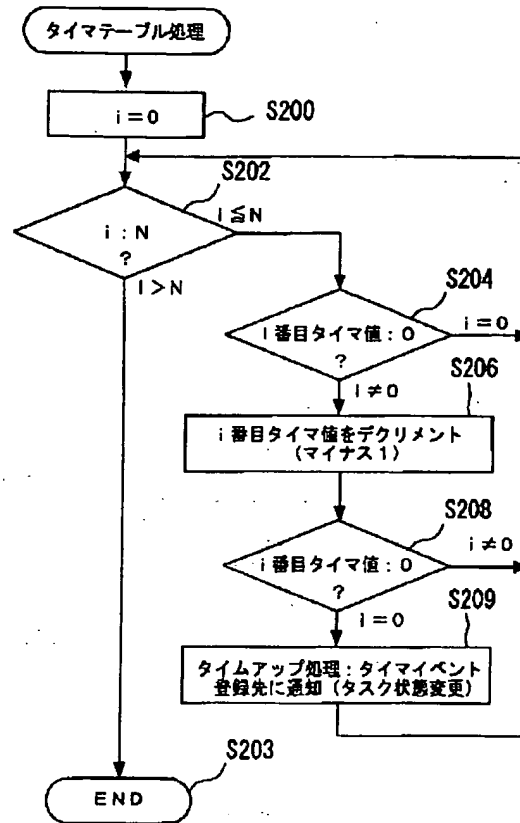 タイマテーブル処理
i=0
S200
S202
i≦N
i:N
?
I>N
S204
I番目タイマ値:0
i=0
?
I≠0
S206
i番目タイマ値をデクリメント
(マイナス1)
S208
i≠0
i番目タイマ値:0
?
i=0
S209
タイムアップ処理:タイマイベント
登録先に通知(タスク状態変更)
S203
END